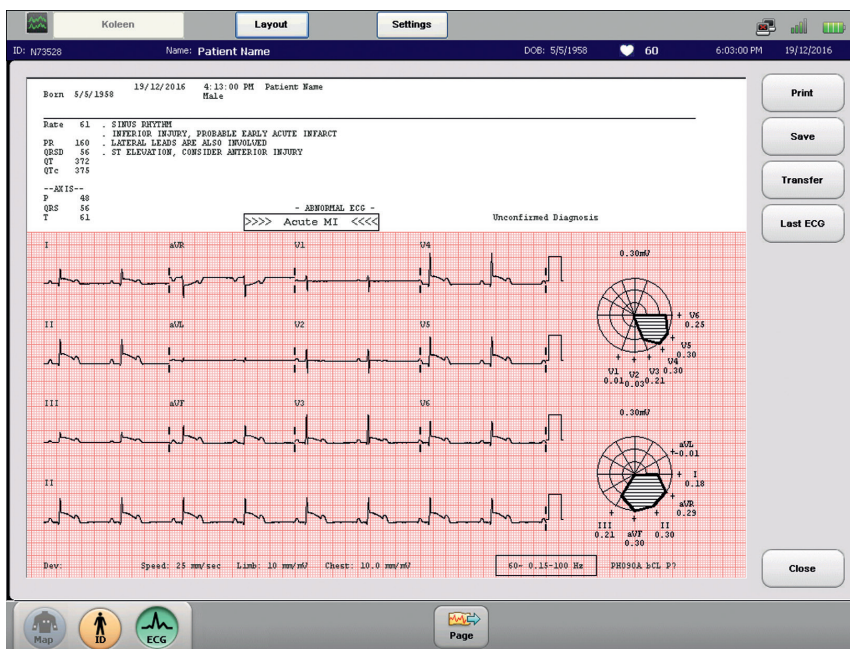 Koleen Layout Settings
ID: N73528 Name: Patient Name DOB: 5/5/1958 60 6:03:00 PM 19/12/2016
Born 5/5/1958 19/12/2016 4:13:00 PM Patient Name
Male
Rate 61 . SINUS RHYTHM
. INFERIOR INJURY, PROBABLE EARLY ACUTE INFARCT
PR 160 . LATERAL LEADS ARE ALSO INVOLVED
QRSD 56 . ST ELEVATION, CONSIDER ANTERIOR INJURY
QT 372
QTc 375
--AXIS--
P 48
QRS 56
T 61
- ABNORMAL ECG -
>>>> Acute MI <<<<
Unconfirmed Diagnosis
I aVR V1 V4
II aVL V2 V5
III aVF V3 V6
II
0.30mV
+ V6
0.25
+ V5
0.30
+ V4
0.30
+ V3
0.21
+ V2
0.03
+ V1
0.01
0.30mV
aVL
+-0.01
+ I
0.18
+ aVR
0.29
+ II
0.30
+ aVF
0.30
+ III
0.21
Dev: Speed: 25 mm/sec Limb: 10 mm/mV Chest: 10.0 mm/mV 60~ 0.15-100 Hz PH090A bCL P?
Print
Save
Transfer
Last ECG
Close
Map ID ECG Page